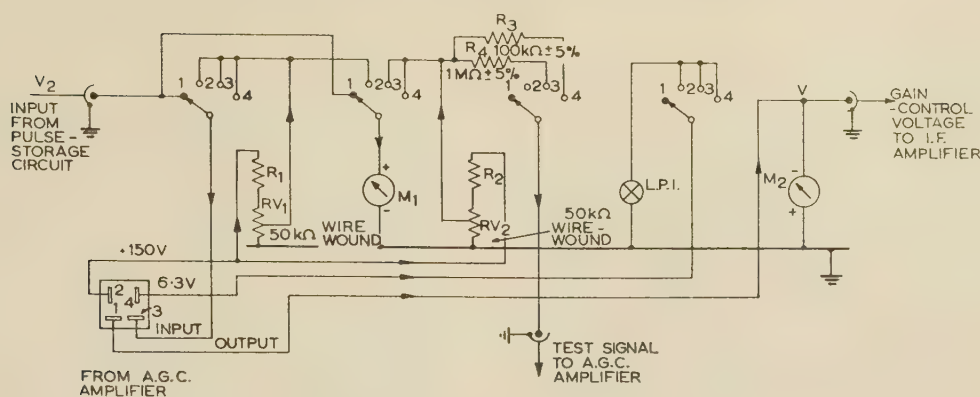 R3
R4 100kΩ±5%
1MΩ±5%
V2
INPUT
FROM
PULSE-
STORAGE
CIRCUIT
1
2
3
4
1
2
3
4
1
2
3
4
1
2
3
4
V
GAIN
-CONTROL
VOLTAGE
TO I.F.
AMPLIFIER
R1
RV1
50kΩ WIRE
WOUND
+
M1
-
R2
RV2
50kΩ
WIRE-
WOUND
L.P.I.
M2
-
+
+150V
6·3V
2
4
1
3
INPUT
OUTPUT
FROM A.G.C.
AMPLIFIER
TEST SIGNAL
TO A.G.C.
AMPLIFIER